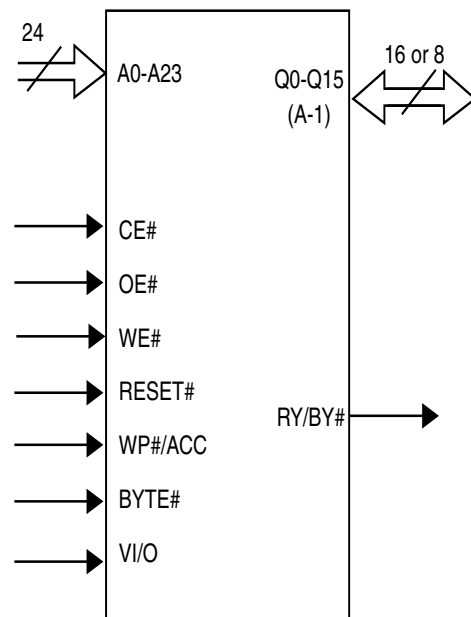 24
A0-A23
Q0-Q15
(A-1)
16 or 8
CE#
OE#
WE#
RESET#
RY/BY#
WP#/ACC
BYTE#
VI/O